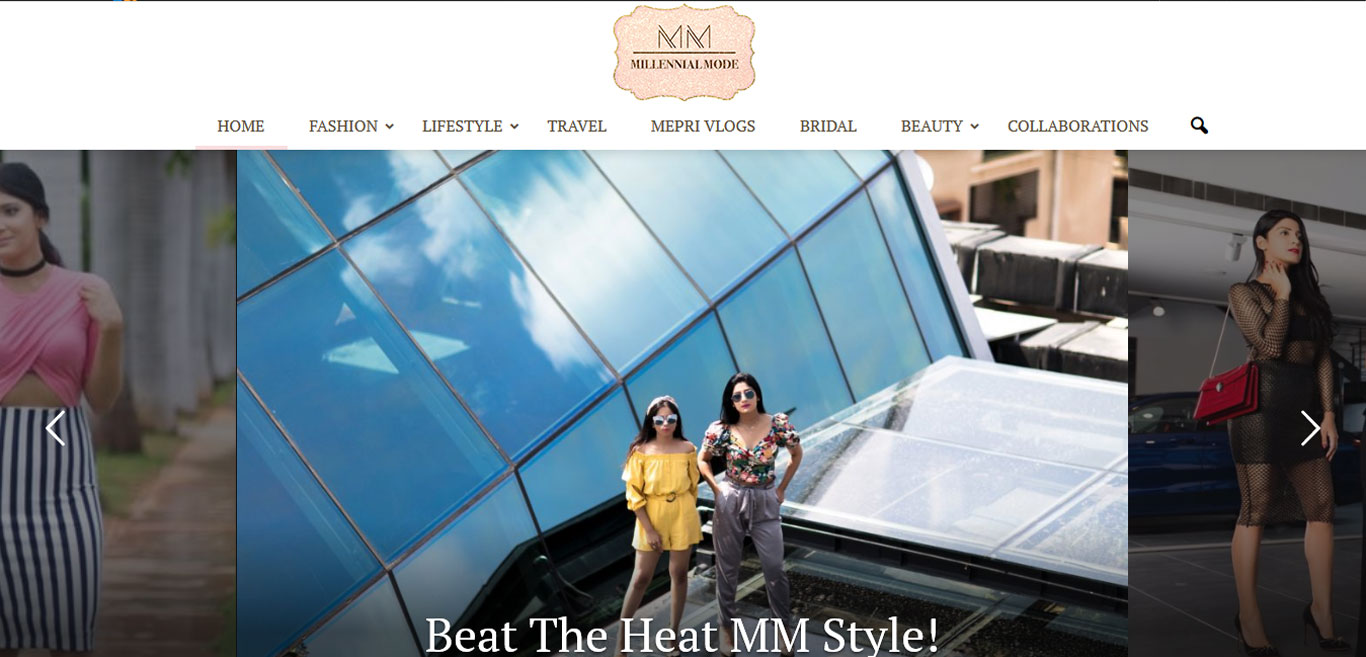 MM
MILLENNIAL MODE
HOME FASHION LIFESTYLE TRAVEL MEPRI VLOGS BRIDAL BEAUTY COLLABORATIONS
Beat The Heat MM Style!